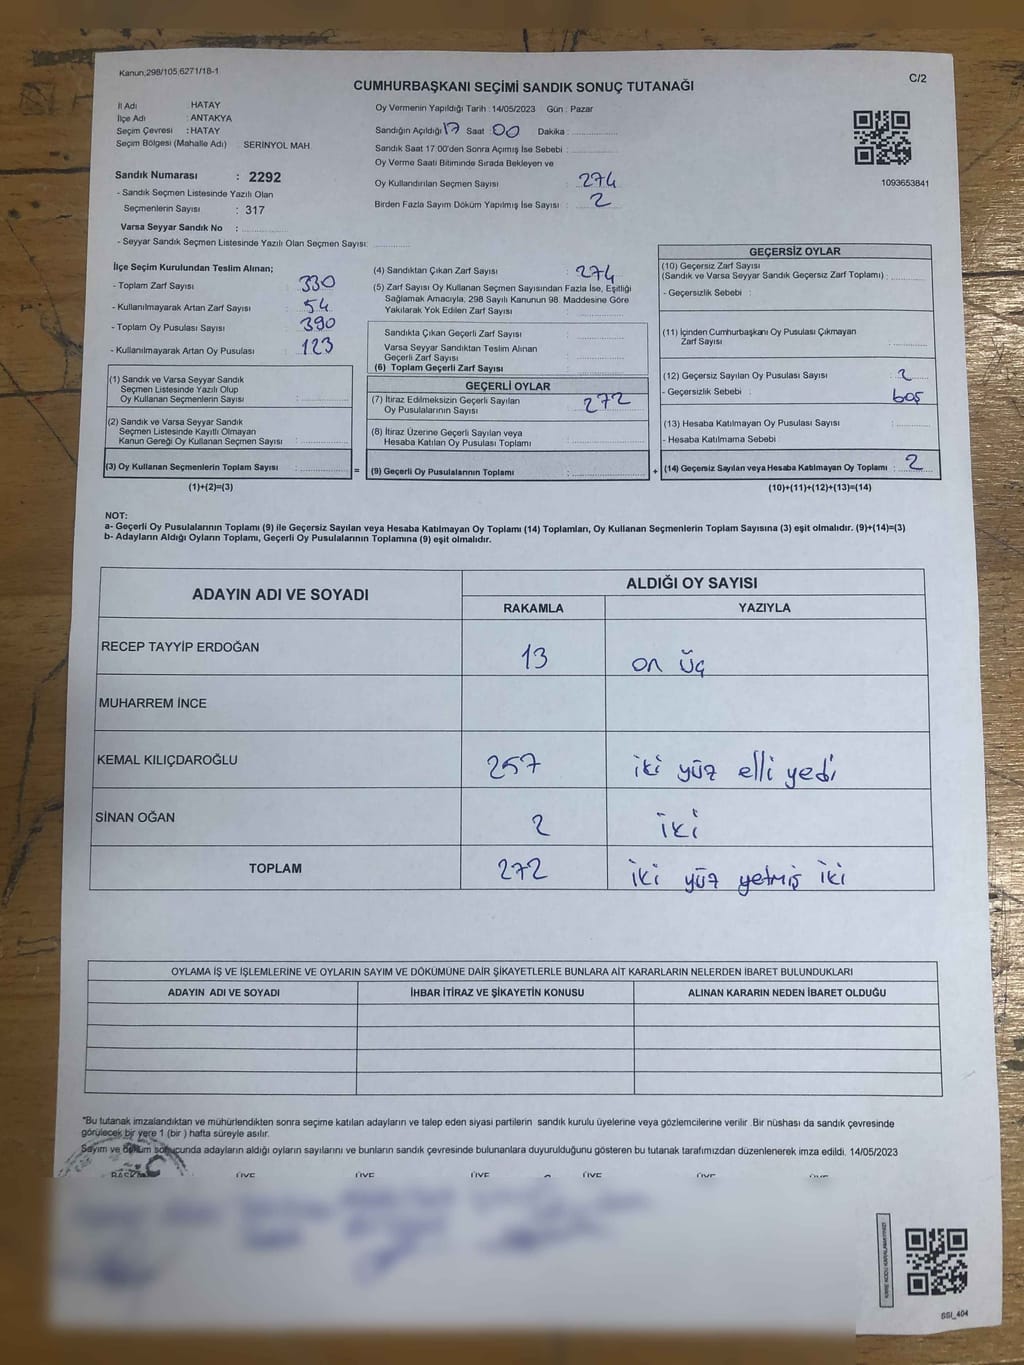 Kanun;298/105;6271/18-1
C/2
CUMHURBAŞKANI SEÇİMİ SANDIK SONUÇ TUTANAĞI
İl Adı : HATAY
İlçe Adı : ANTAKYA
Seçim Çevresi : HATAY
Seçim Bölgesi (Mahalle Adı) SERİNYOL MAH
Sandık Numarası : 2292
- Sandık Seçmen Listesinde Yazılı Olan
Seçmenlerin Sayısı : 317
Varsa Seyyar Sandık No :
- Seyyar Sandık Seçmen Listesinde Yazılı Olan Seçmen Sayısı:
Oy Vermenin Yapıldığı Tarih : 14/05/2023 Gün : Pazar
Sandığın Açıldığı 17 Saat : 00 Dakika :
Sandık Saat 17:00'den Sonra Açımış İse Sebebi :
Oy Verme Saati Bitiminde Sırada Bekleyen ve
Oy Kullandırılan Seçmen Sayısı : 274
Birden Fazla Sayım Döküm Yapılmış İse Sayısı : 2
1093653841
İlçe Seçim Kurulundan Teslim Alınan;
- Toplam Zarf Sayısı : 330
- Kullanılmayarak Artan Zarf Sayısı : 54
- Toplam Oy Pusulası Sayısı : 390
- Kullanılmayarak Artan Oy Pusulası : 123
(1) Sandık ve Varsa Seyyar Sandık
Seçmen Listesinde Yazılı Olup
Oy Kullanan Seçmenlerin Sayısı :
(2) Sandık ve Varsa Seyyar Sandık
Seçmen Listesinde Kayıtlı Olmayan
Kanun Gereği Oy Kullanan Seçmen Sayısı :
(3) Oy Kullanan Seçmenlerin Toplam Sayısı :
(1)+(2)=(3)
(4) Sandıktan Çıkan Zarf Sayısı : 274
(5) Zarf Sayısı Oy Kullanan Seçmen Sayısından Fazla İse, Eşitliği
Sağlamak Amacıyla, 298 Sayılı Kanunun 98. Maddesine Göre
Yakılarak Yok Edilen Zarf Sayısı :
Sandıkta Çıkan Geçerli Zarf Sayısı :
Varsa Seyyar Sandıktan Teslim Alınan
Geçerli Zarf Sayısı :
(6) Toplam Geçerli Zarf Sayısı :
GEÇERLİ OYLAR
(7) İtiraz Edilmeksizin Geçerli Sayılan
Oy Pusulalarının Sayısı : 272
(8) İtiraz Üzerine Geçerli Sayılan veya
Hesaba Katılan Oy Pusulası Toplamı :
= (9) Geçerli Oy Pusulalarının Toplamı :
GEÇERSİZ OYLAR
(10) Geçersiz Zarf Sayısı
(Sandık ve Varsa Seyyar Sandık Geçersiz Zarf Toplamı) :
- Geçersizlik Sebebi :
(11) İçinden Cumhurbaşkanı Oy Pusulası Çıkmayan
Zarf Sayısı :
(12) Geçersiz Sayılan Oy Pusulası Sayısı : 2
- Geçersizlik Sebebi : boş
(13) Hesaba Katılmayan Oy Pusulası Sayısı :
- Hesaba Katılmama Sebebi :
+ (14) Geçersiz Sayılan veya Hesaba Katılmayan Oy Toplamı : 2
(10)+(11)+(12)+(13)=(14)
NOT:
a- Geçerli Oy Pusulalarının Toplamı (9) ile Geçersiz Sayılan veya Hesaba Katılmayan Oy Toplamı (14) Toplamları, Oy Kullanan Seçmenlerin Toplam Sayısına (3) eşit olmalıdır. (9)+(14)=(3)
b- Adayların Aldığı Oyların Toplamı, Geçerli Oy Pusulalarının Toplamına (9) eşit olmalıdır.
ADAYIN ADI VE SOYADI ALDIĞI OY SAYISI
RAKAMLA YAZIYLA
RECEP TAYYİP ERDOĞAN 13 on üç
MUHARREM İNCE
KEMAL KILIÇDAROĞLU 257 iki yüz elli yedi
SİNAN OĞAN 2 iki
TOPLAM 272 iki yüz yetmiş iki
OYLAMA İŞ VE İŞLEMLERİNE VE OYLARIN SAYIM VE DÖKÜMÜNE DAİR ŞİKAYETLERLE BUNLARA AİT KARARLARIN NELERDEN İBARET BULUNDUKLARI
ADAYIN ADI VE SOYADI İHBAR İTİRAZ VE ŞİKAYETİN KONUSU ALINAN KARARIN NEDEN İBARET OLDUĞU
"Bu tutanak imzalandıktan ve mühürlendikten sonra seçime katılan adayların ve talep eden siyasi partilerin sandık kurulu üyelerine veya gözlemcilerine verilir .Bir nüshası da sandık çevresinde
görülecek bir yere 1 (bir ) hafta süreyle asılır.
Sayım ve döküm sonucunda adayların aldığı oyların sayılarını ve bunların sandık çevresinde bulunanlara duyurulduğunu gösteren bu tutanak tarafımızdan düzenlenerek imza edildi. 14/05/2023
ÜYE ÜYE ÜYE ÜYE ÜYE ÜYE
SSI_404